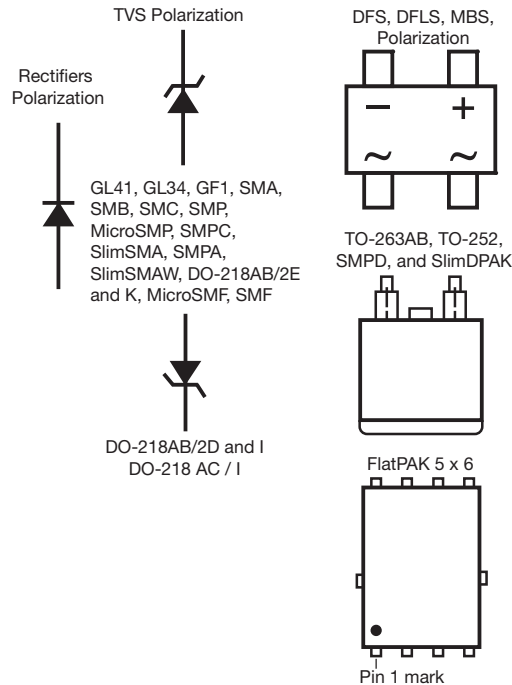 TVS Polarization
Rectifiers
Polarization
GL41, GL34, GF1, SMA,
SMB, SMC, SMP,
MicroSMP, SMPC,
SlimSMA, SMPA,
SlimSMAW, DO-218AB/2E
and K, MicroSMF, SMF
DO-218AB/2D and I
DO-218 AC / I
DFS, DFLS, MBS,
Polarization
− +
~ ~
TO-263AB, TO-252,
SMPD, and SlimDPAK
FlatPAK 5 x 6
Pin 1 mark